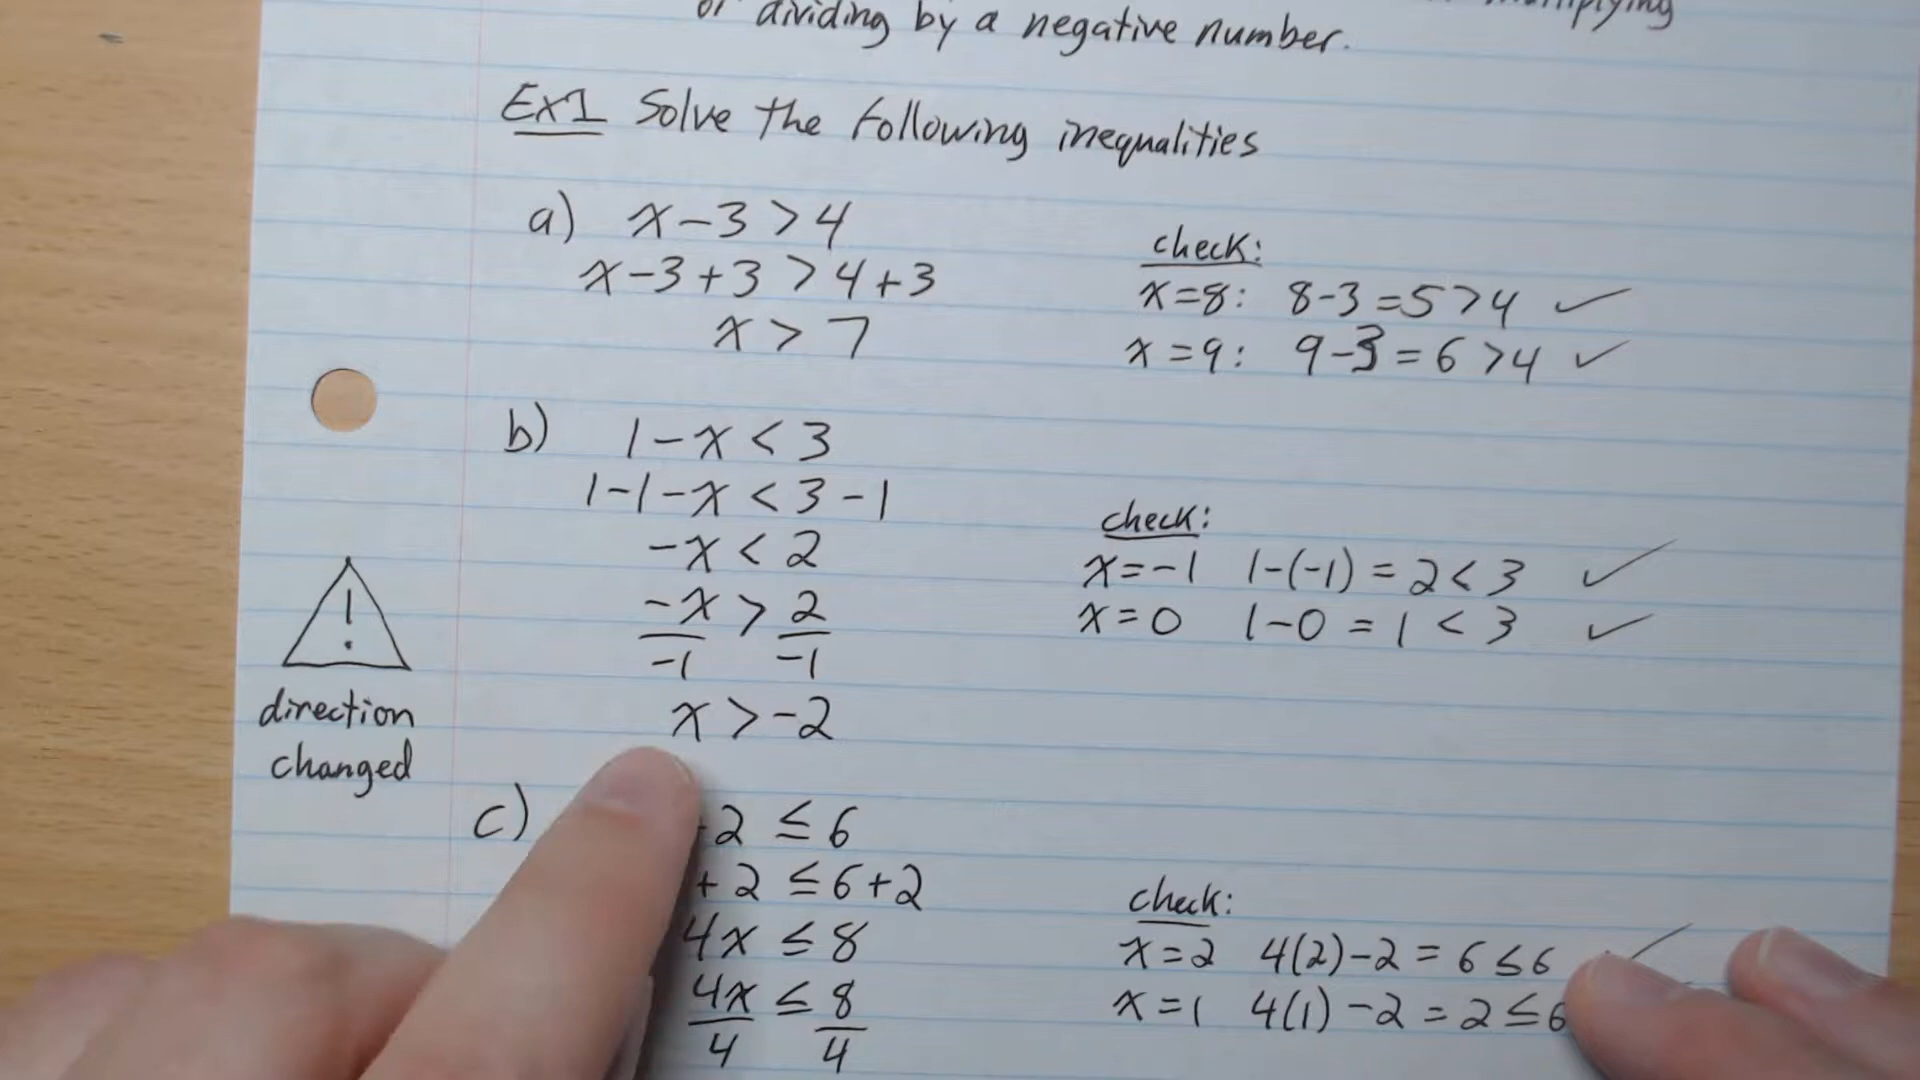 or dividing by a negative number.
Ex1 Solve the following inequalities
a) x-3 > 4
x-3+3 > 4+3
x > 7
check:
x=8: 8-3 = 5 > 4 ✓
x=9: 9-3 = 6 > 4 ✓
b) 1-x < 3
1-1-x < 3-1
-x < 2
-x/-1 > 2/-1
x > -2
check:
x=-1 1-(-1) = 2 < 3 ✓
x=0 1-0 = 1 < 3 ✓
!
direction
changed
c) -2 ≤ 6
+2 ≤ 6+2
4x ≤ 8
4x/4 ≤ 8/4
check:
x=2 4(2)-2 = 6 ≤ 6 ✓
x=1 4(1)-2 = 2 ≤ 6